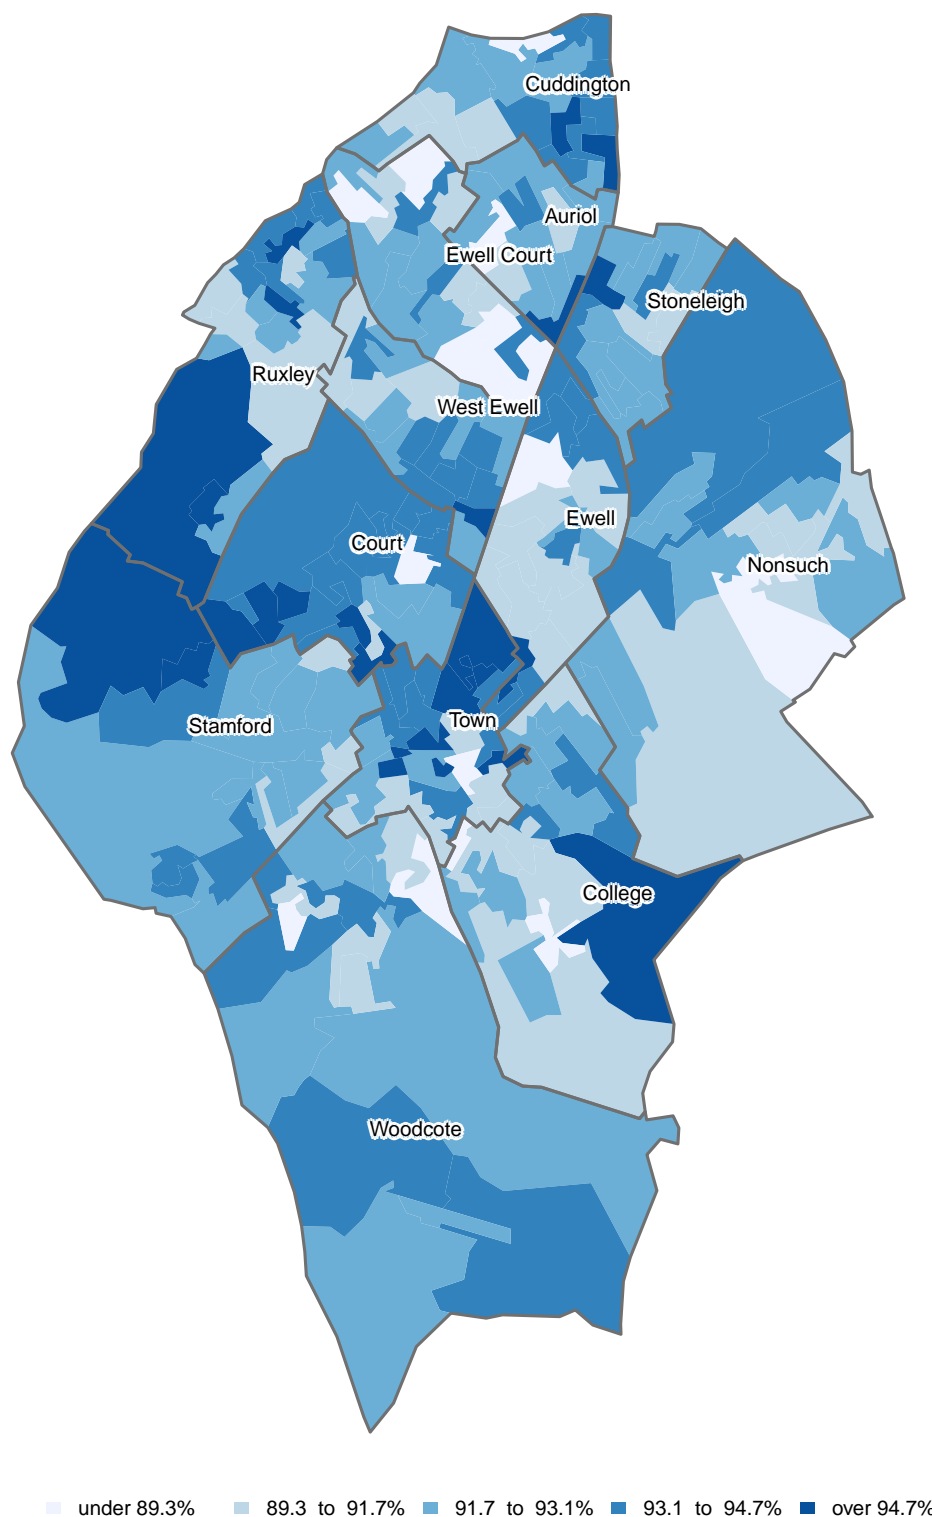 Cuddington
Auriol
Ewell Court
Stoneleigh
Ruxley
West Ewell
Ewell
Court
Nonsuch
Town
Stamford
College
Woodcote
under 89.3%
89.3 to 91.7%
91.7 to 93.1%
93.1 to 94.7%
over 94.7%